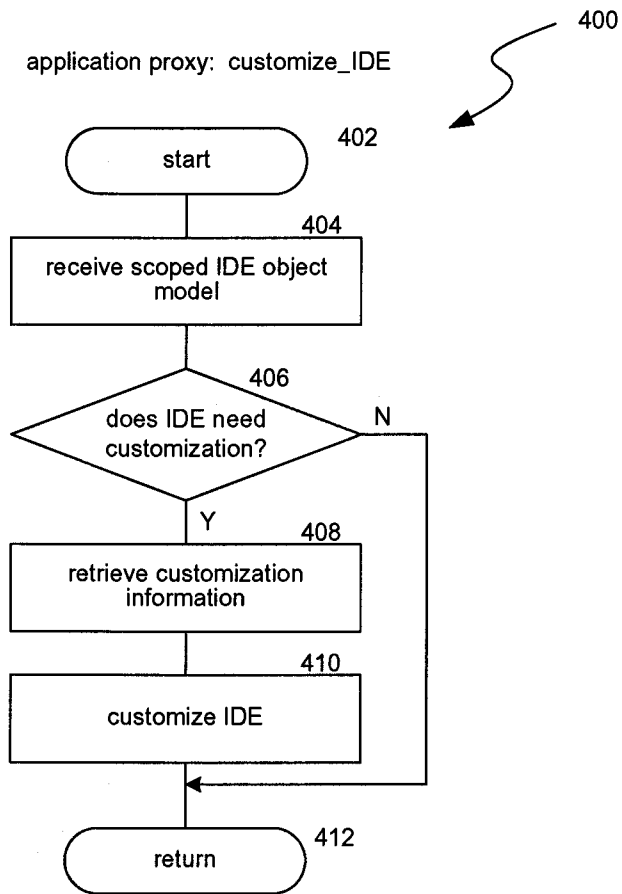 400
application proxy: customize_IDE
402
start
404
receive scoped IDE object
model
406
does IDE need
customization?
N
Y
408
retrieve customization
information
410
customize IDE
412
return